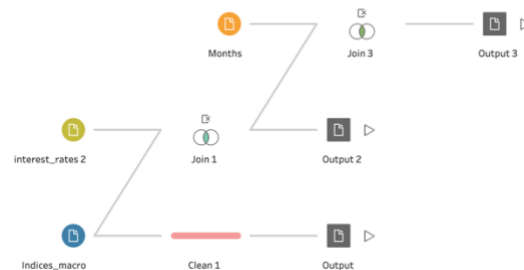 Months
Join 3
Output 3
interest_rates 2
Join 1
Output 2
Indices_macro
Clean 1
Output